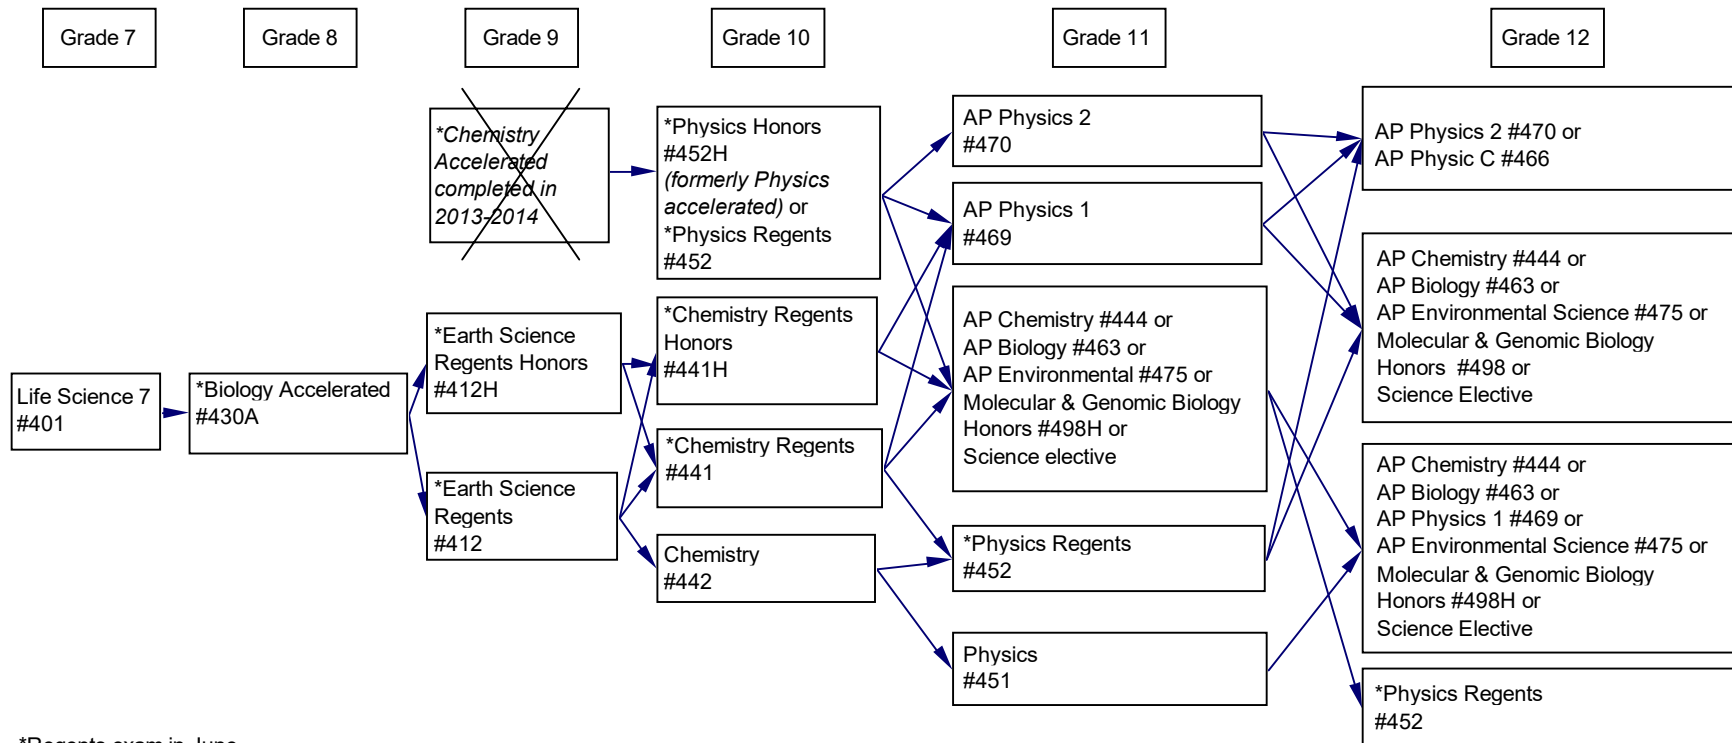 Grade 7
Grade 8
Grade 9
Grade 10
Grade 11
Grade 12
*Chemistry
Accelerated
completed in
2013-2014
*Physics Honors
#452H
(formerly Physics
accelerated) or
*Physics Regents
#452
AP Physics 2
#470
AP Physics 2 #470 or
AP Physic C #466
AP Physics 1
#469
Life Science 7
#401
*Biology Accelerated
#430A
*Earth Science
Regents Honors
#412H
*Earth Science
Regents
#412
*Chemistry Regents
Honors
#441H
*Chemistry Regents
#441
Chemistry
#442
AP Chemistry #444 or
AP Biology #463 or
AP Environmental #475 or
Molecular & Genomic Biology
Honors #498H or
Science elective
*Physics Regents
#452
Physics
#451
AP Chemistry #444 or
AP Biology #463 or
AP Environmental Science #475 or
Molecular & Genomic Biology
Honors #498 or
Science Elective
AP Chemistry #444 or
AP Biology #463 or
AP Physics 1 #469 or
AP Environmental Science #475 or
Molecular & Genomic Biology
Honors #498H or
Science Elective
*Physics Regents
#452
*Regents exam in June